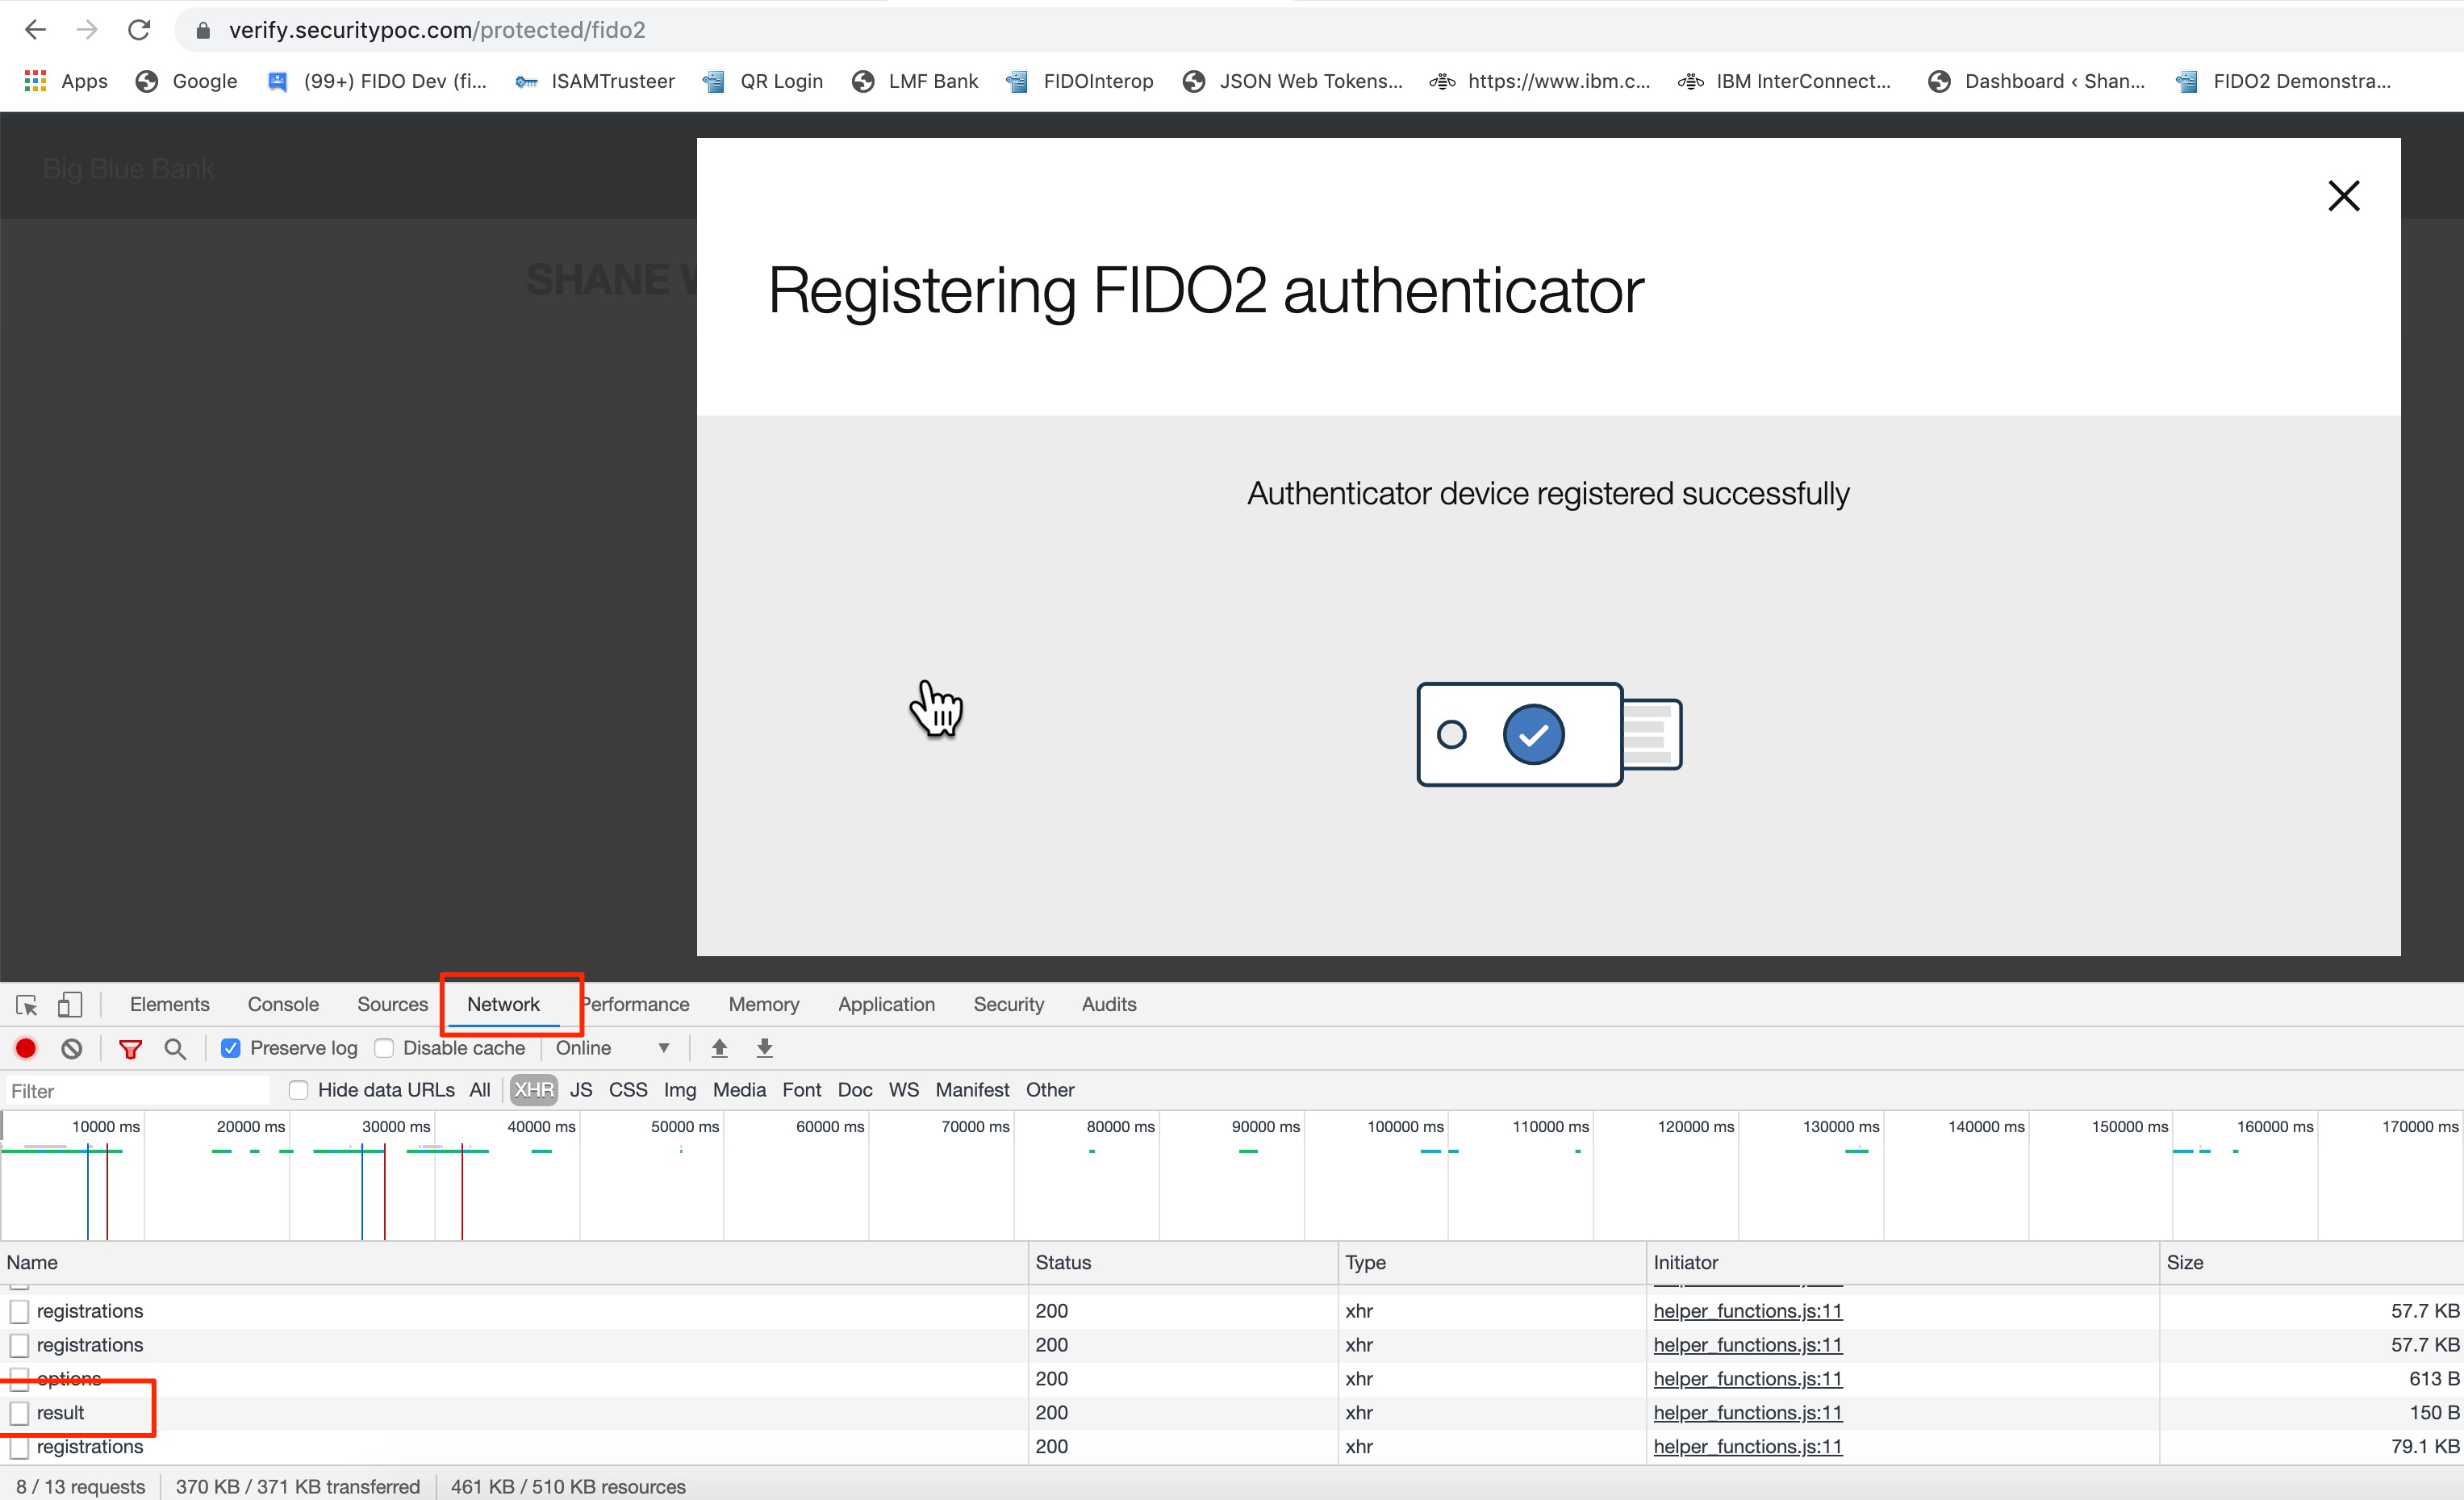 verify.securitypoc.com/protected/fido2
Apps Google (99+) FIDO Dev (fi... ISAMTrusteer QR Login LMF Bank FIDOInterop JSON Web Tokens... https://www.ibm.c... IBM InterConnect... Dashboard ‹ Shan... FIDO2 Demonstra...
Big Blue Bank
SHANE
Registering FIDO2 authenticator
Authenticator device registered successfully
Elements Console Sources Network Performance Memory Application Security Audits
Preserve log Disable cache Online
Filter Hide data URLs All XHR JS CSS Img Media Font Doc WS Manifest Other
10000 ms 20000 ms 30000 ms 40000 ms 50000 ms 60000 ms 70000 ms 80000 ms 90000 ms 100000 ms 110000 ms 120000 ms 130000 ms 140000 ms 150000 ms 160000 ms 170000 ms
Name Status Type Initiator Size
registrations 200 xhr helper_functions.js:11 57.7 KB
registrations 200 xhr helper_functions.js:11 57.7 KB
options 200 xhr helper_functions.js:11 613 B
result 200 xhr helper_functions.js:11 150 B
registrations 200 xhr helper_functions.js:11 79.1 KB
8 / 13 requests 370 KB / 371 KB transferred 461 KB / 510 KB resources